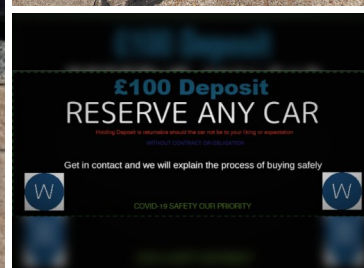 £100 Deposit
£100 Deposit
RESERVE ANY CAR
Holding Deposit is returnable should the car not be to your liking or expectation
WITHOUT CONTRACT OR OBLIGATION
Get in contact and we will explain the process of buying safely
W
W
COVID-19 SAFETY OUR PRIORITY